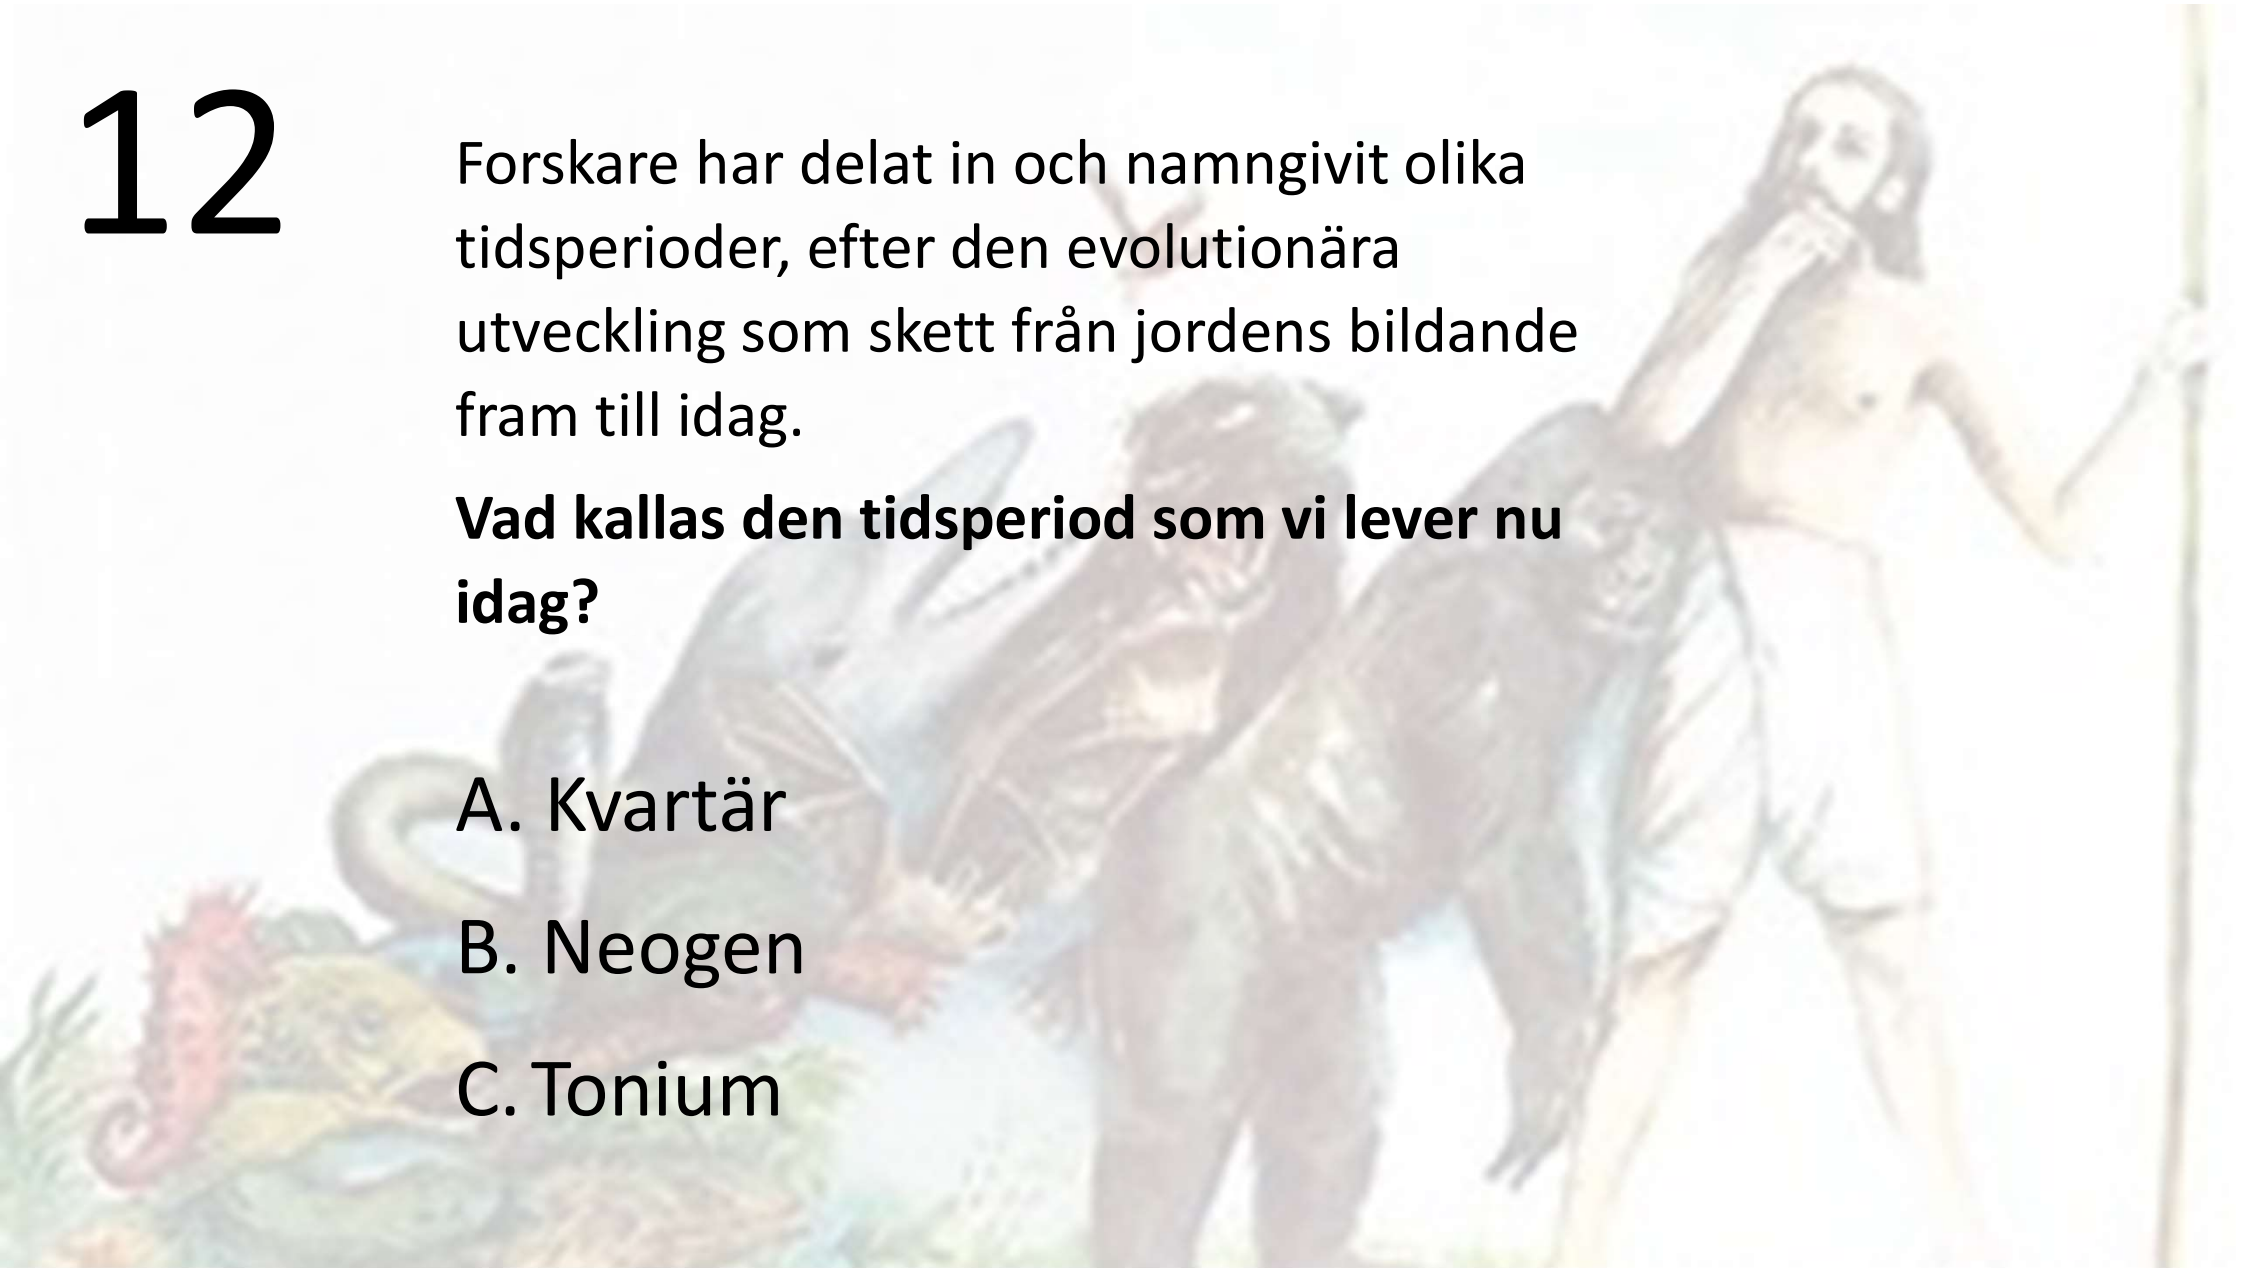 12
Forskare har delat in och namngivit olika
tidsperioder, efter den evolutionära
utveckling som skett från jordens bildande
fram till idag.
Vad kallas den tidsperiod som vi lever nu
idag?
A. Kvartär
B. Neogen
C. Tonium